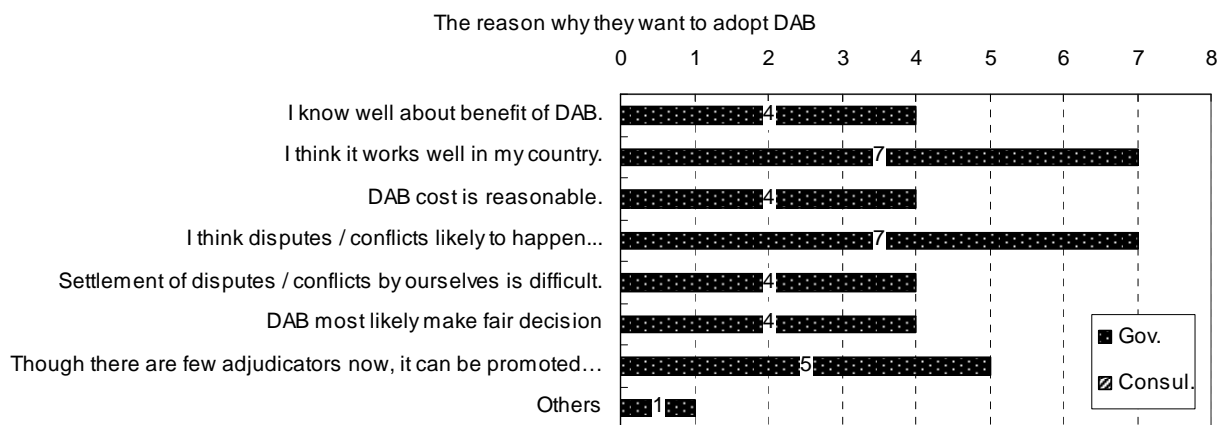 The reason why they want to adopt DAB
0 1 2 3 4 5 6 7 8
I know well about benefit of DAB.
4
I think it works well in my country.
7
DAB cost is reasonable.
4
I think disputes / conflicts likely to happen...
7
Settlement of disputes / conflicts by ourselves is difficult.
4
DAB most likely make fair decision
4
Though there are few adjudicators now, it can be promoted...
5
Others
1
Gov.
Consul.